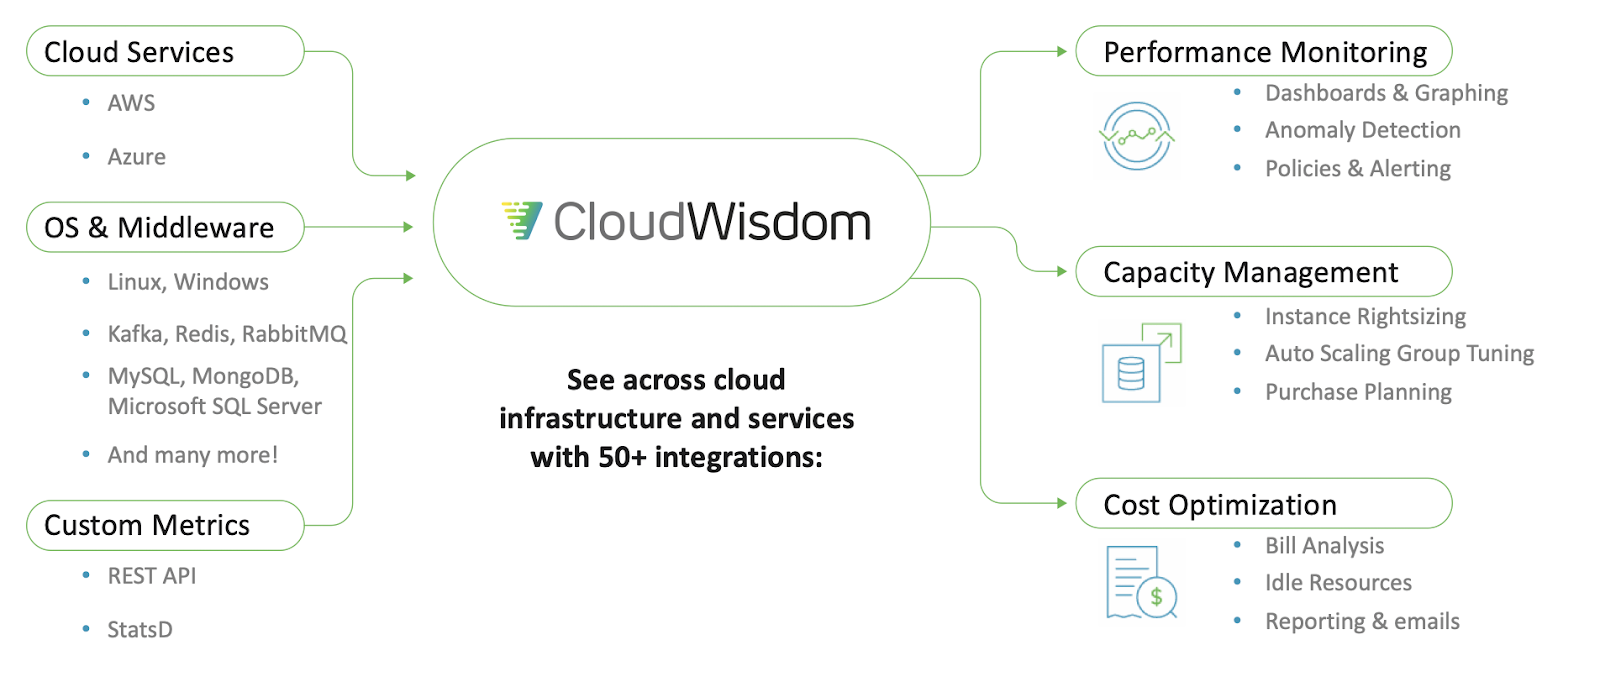 Cloud Services
• AWS
• Azure
OS & Middleware
• Linux, Windows
• Kafka, Redis, RabbitMQ
• MySQL, MongoDB,
Microsoft SQL Server
• And many more!
Custom Metrics
• REST API
• StatsD
CloudWisdom
See across cloud
infrastructure and services
with 50+ integrations:
Performance Monitoring
• Dashboards & Graphing
• Anomaly Detection
• Policies & Alerting
Capacity Management
• Instance Rightsizing
• Auto Scaling Group Tuning
• Purchase Planning
Cost Optimization
• Bill Analysis
• Idle Resources
• Reporting & emails
$